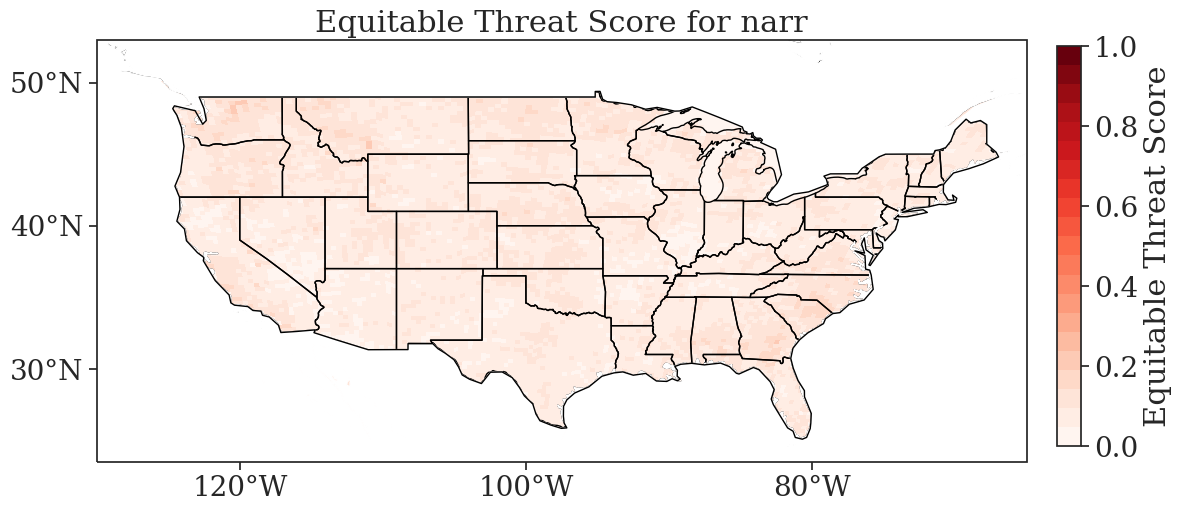 Equitable Threat Score for narr
50°N
40°N
30°N
120°W
100°W
80°W
1.0
0.8
0.6
0.4
0.2
0.0
Equitable Threat Score